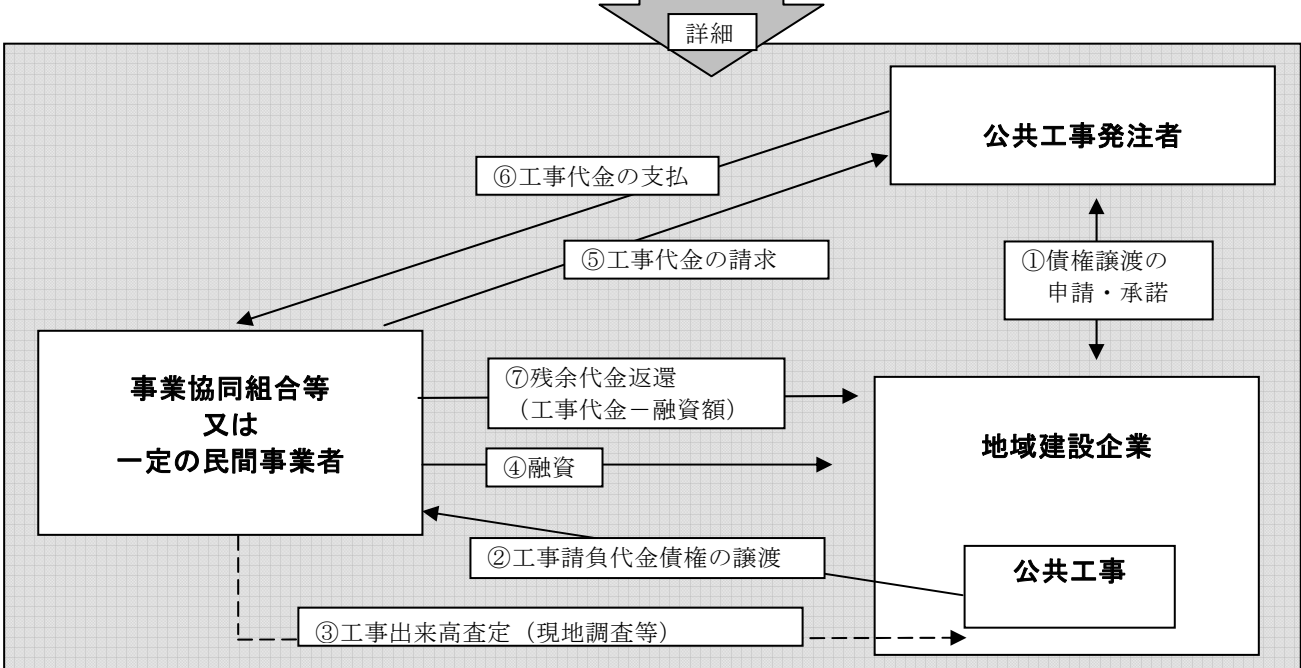 詳細
公共工事発注者
⑥工事代金の支払
⑤工事代金の請求
①債権譲渡の
申請・承諾
事業協同組合等
又は
一定の民間事業者
⑦残余代金返還
（工事代金－融資額）
地域建設企業
④融資
②工事請負代金債権の譲渡
公共工事
③工事出来高査定（現地調査等）